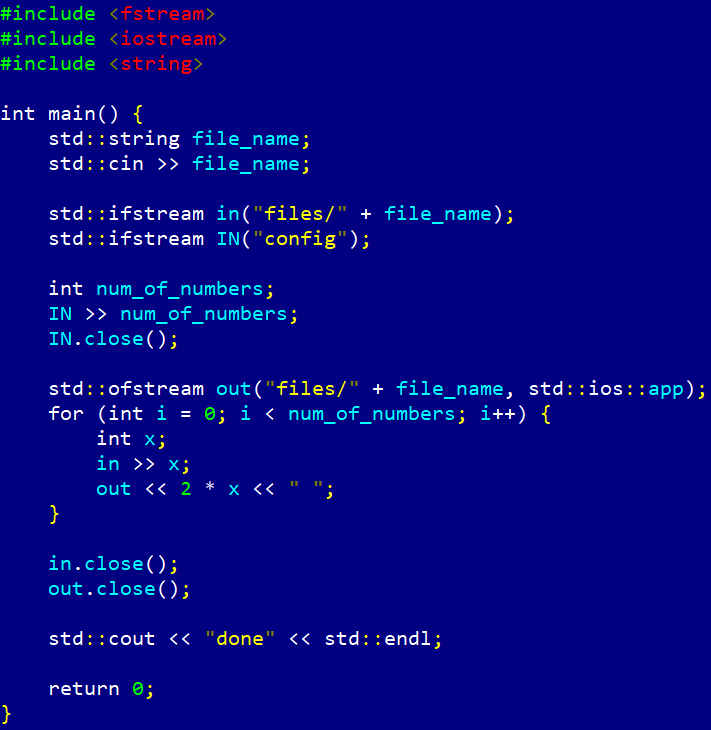 #include <fstream>
#include <iostream>
#include <string>

int main() {
    std::string file_name;
    std::cin >> file_name;

    std::ifstream in("files/" + file_name);
    std::ifstream IN("config");

    int num_of_numbers;
    IN >> num_of_numbers;
    IN.close();

    std::ofstream out("files/" + file_name, std::ios::app);
    for (int i = 0; i < num_of_numbers; i++) {
        int x;
        in >> x;
        out << 2 * x << " ";
    }

    in.close();
    out.close();

    std::cout << "done" << std::endl;

    return 0;
}